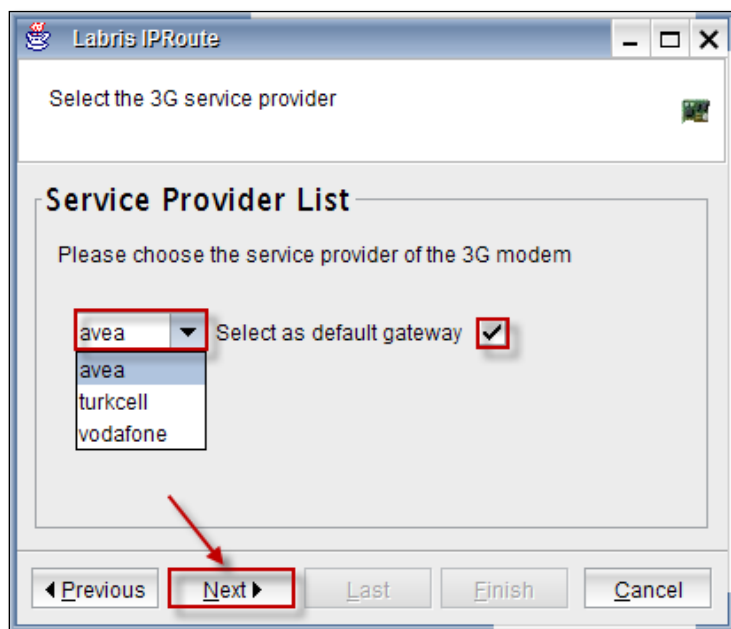 Labris IPRoute
Select the 3G service provider
Service Provider List
Please choose the service provider of the 3G modem
avea Select as default gateway
avea
turkcell
vodafone
Previous Next Last Finish Cancel